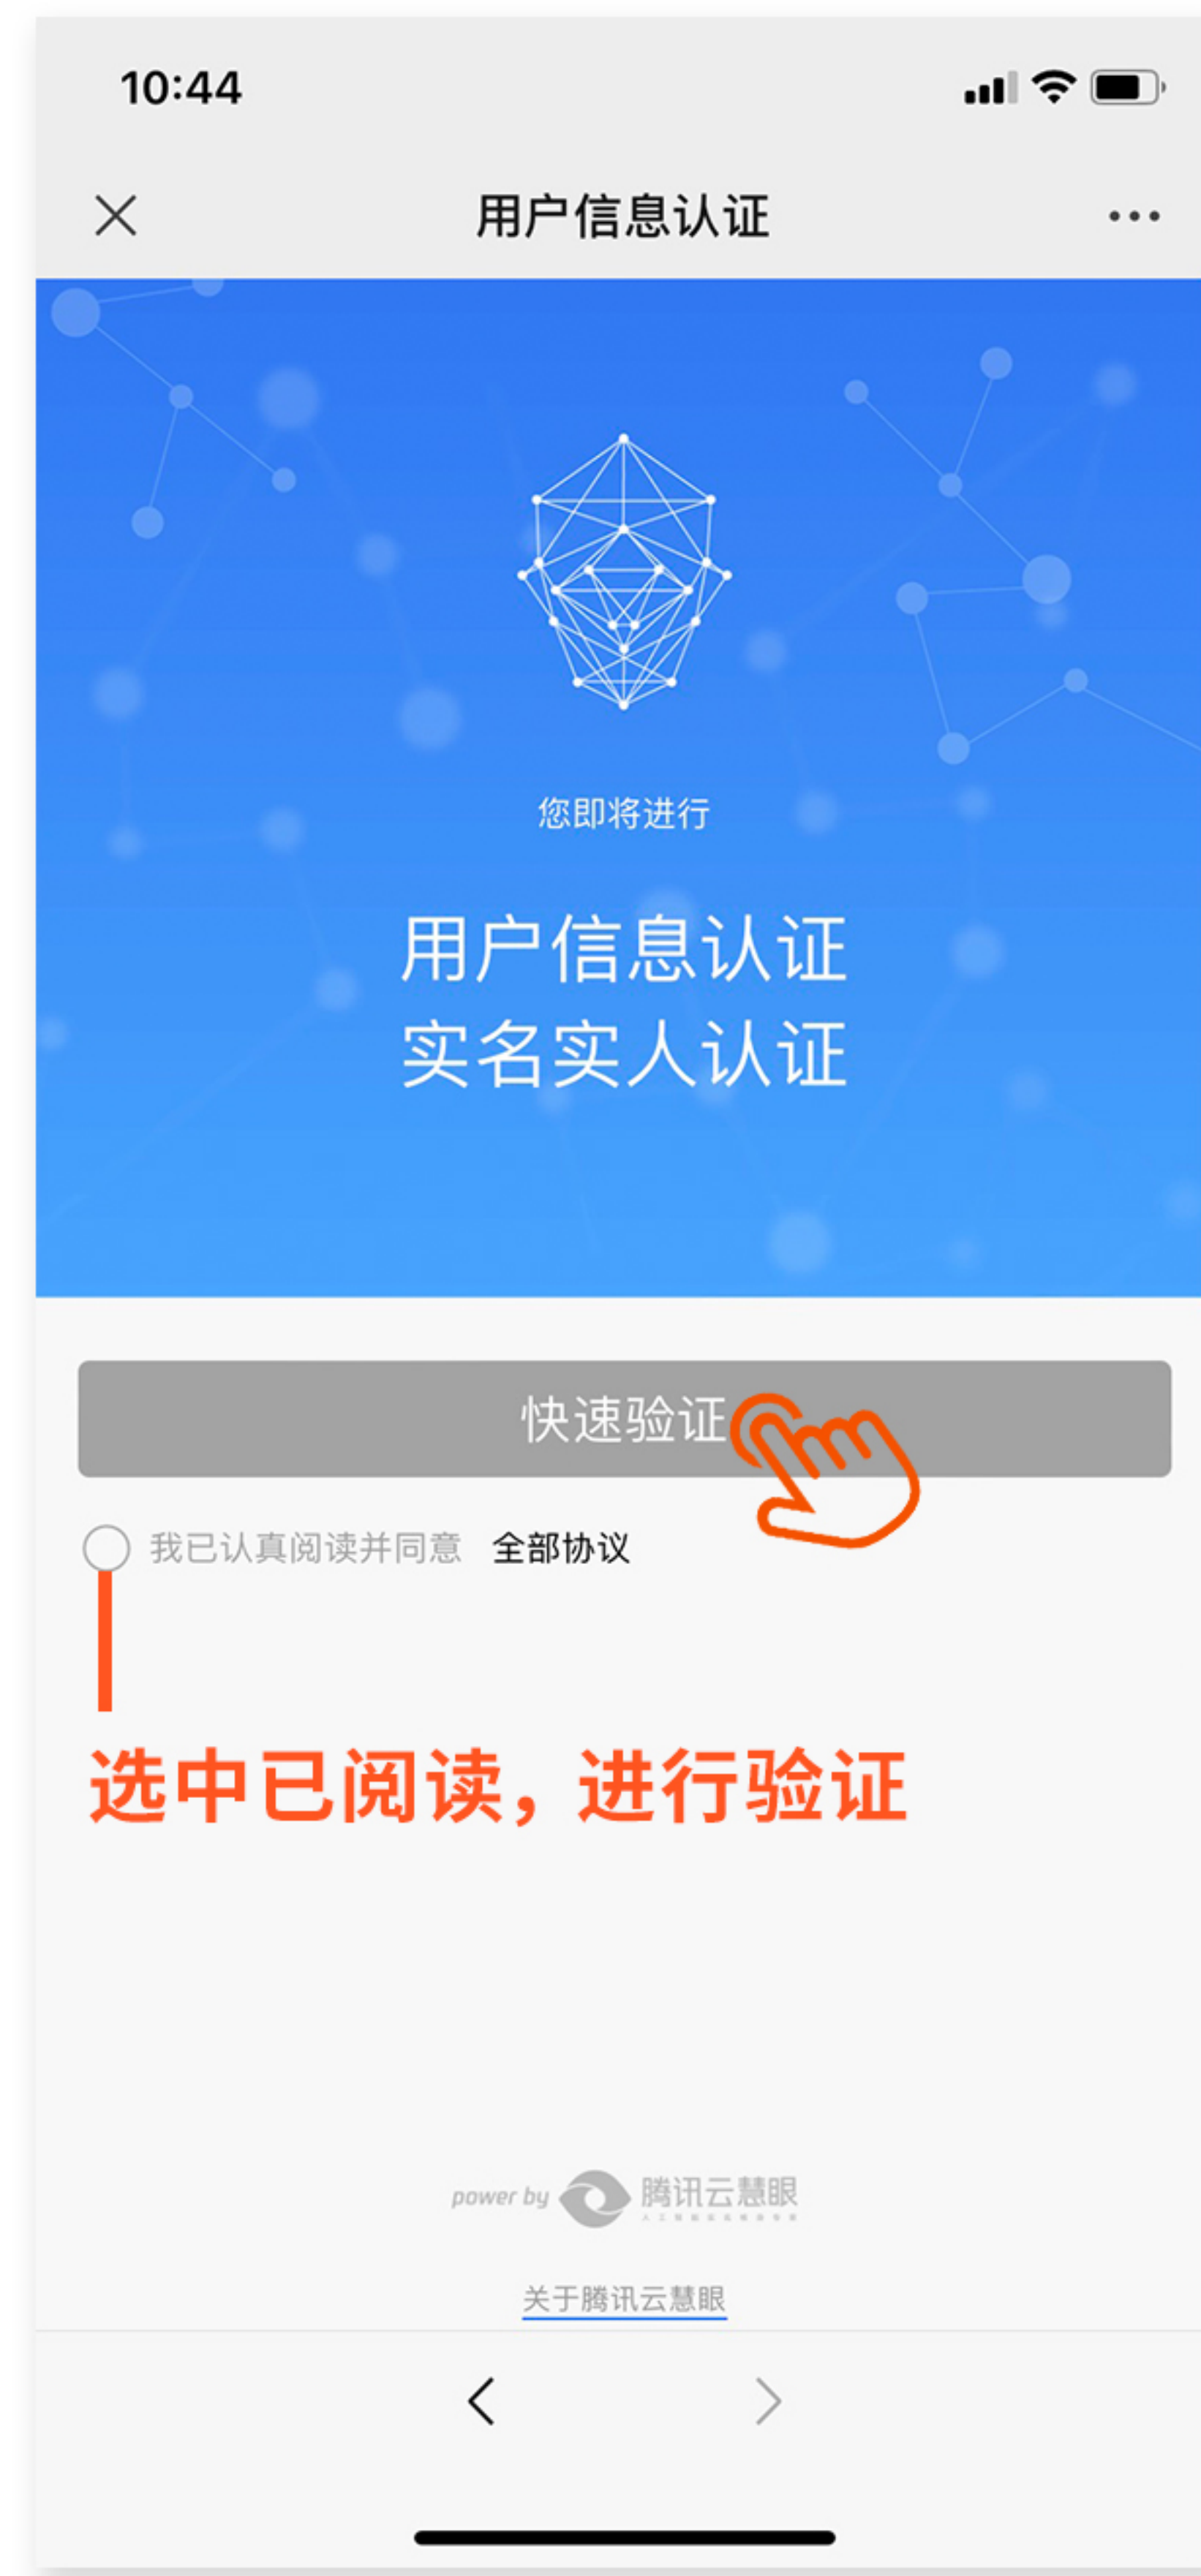 10:44
用户信息认证
您即将进行
用户信息认证
实名实人认证
快速验证
我已认真阅读并同意 全部协议
选中已阅读，进行验证
power by 腾讯云慧眼
关于腾讯云慧眼